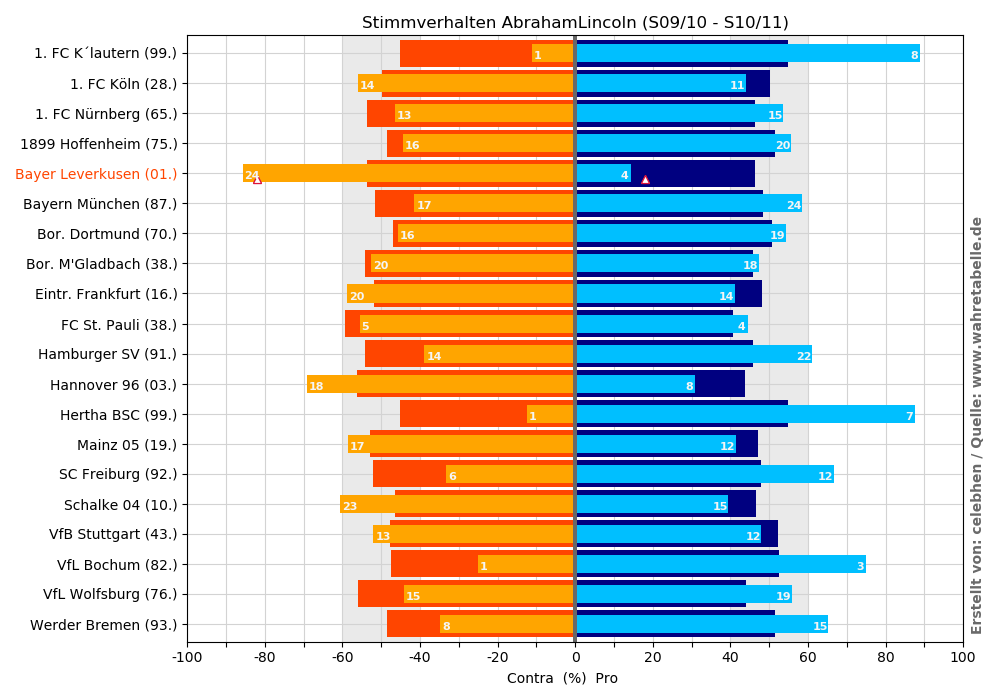 Stimmverhalten AbrahamLincoln (S09/10 - S10/11)
1. FC K´lautern (99.) 1 8
1. FC Köln (28.) 14 11
1. FC Nürnberg (65.) 13 15
1899 Hoffenheim (75.) 16 20
Bayer Leverkusen (01.) 24 4
Bayern München (87.) 17 24
Bor. Dortmund (70.) 16 19
Bor. M'Gladbach (38.) 20 18
Eintr. Frankfurt (16.) 20 14
FC St. Pauli (38.) 5 4
Hamburger SV (91.) 14 22
Hannover 96 (03.) 18 8
Hertha BSC (99.) 1 7
Mainz 05 (19.) 17 12
SC Freiburg (92.) 6 12
Schalke 04 (10.) 23 15
VfB Stuttgart (43.) 13 12
VfL Bochum (82.) 1 3
VfL Wolfsburg (76.) 15 19
Werder Bremen (93.) 8 15
-100 -80 -60 -40 -20 0 20 40 60 80 100
Contra (%) Pro
Erstellt von: celebhen / Quelle: www.wahretabelle.de